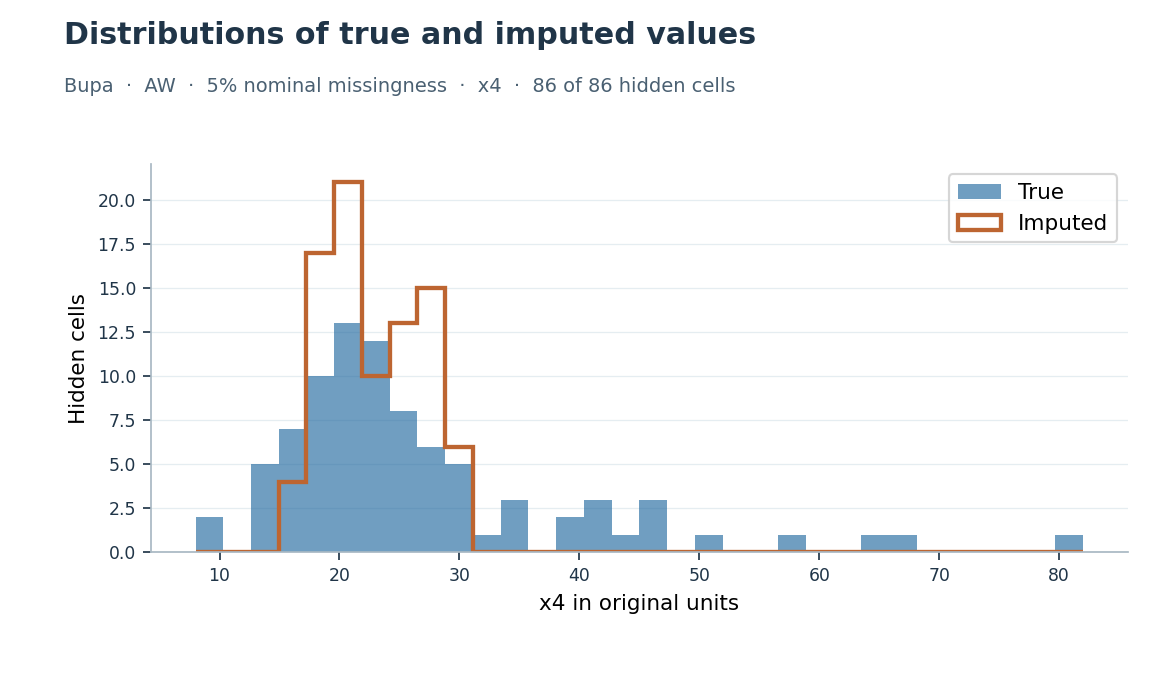 Distributions of true and imputed values
Bupa · AW · 5% nominal missingness · x4 · 86 of 86 hidden cells
True
Imputed
Hidden cells
20.0
17.5
15.0
12.5
10.0
7.5
5.0
2.5
0.0
10 20 30 40 50 60 70 80
x4 in original units